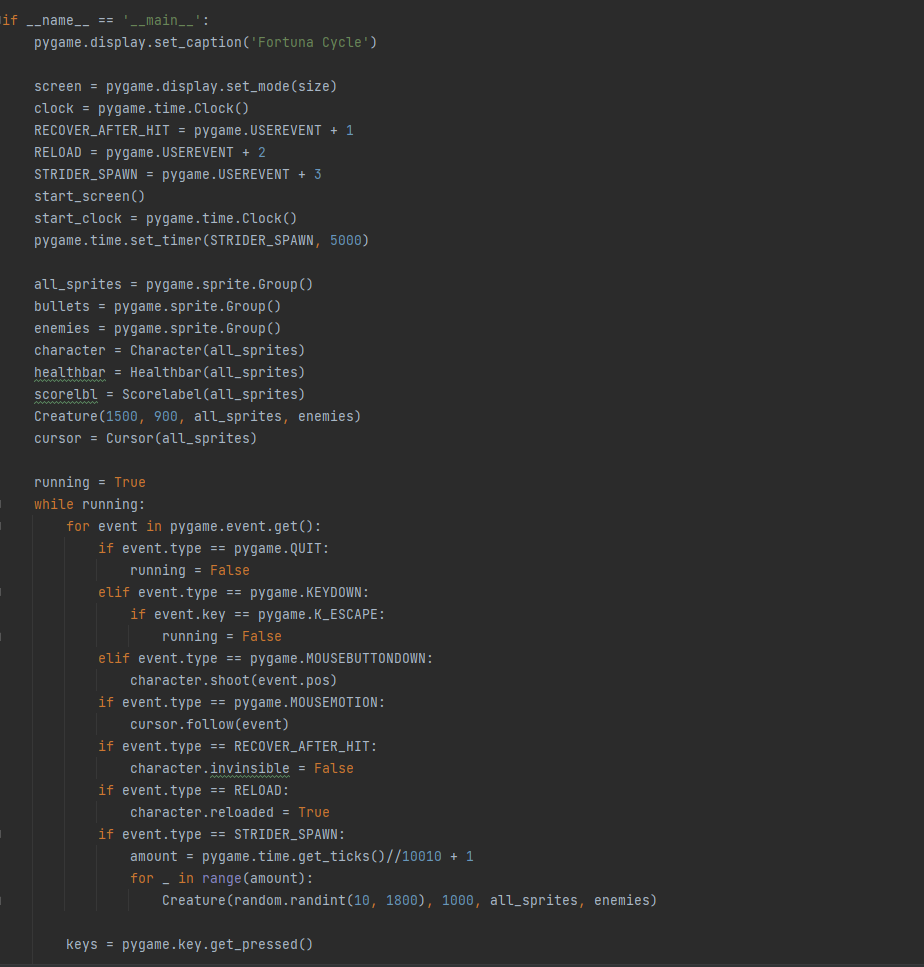 if __name__ == '__main__':
    pygame.display.set_caption('Fortuna Cycle')

    screen = pygame.display.set_mode(size)
    clock = pygame.time.Clock()
    RECOVER_AFTER_HIT = pygame.USEREVENT + 1
    RELOAD = pygame.USEREVENT + 2
    STRIDER_SPAWN = pygame.USEREVENT + 3
    start_screen()
    start_clock = pygame.time.Clock()
    pygame.time.set_timer(STRIDER_SPAWN, 5000)

    all_sprites = pygame.sprite.Group()
    bullets = pygame.sprite.Group()
    enemies = pygame.sprite.Group()
    character = Character(all_sprites)
    healthbar = Healthbar(all_sprites)
    scorelbl = Scorelabel(all_sprites)
    Creature(1500, 900, all_sprites, enemies)
    cursor = Cursor(all_sprites)

    running = True
    while running:
        for event in pygame.event.get():
            if event.type == pygame.QUIT:
                running = False
            elif event.type == pygame.KEYDOWN:
                if event.key == pygame.K_ESCAPE:
                    running = False
            elif event.type == pygame.MOUSEBUTTONDOWN:
                character.shoot(event.pos)
            if event.type == pygame.MOUSEMOTION:
                cursor.follow(event)
            if event.type == RECOVER_AFTER_HIT:
                character.invinsible = False
            if event.type == RELOAD:
                character.reloaded = True
            if event.type == STRIDER_SPAWN:
                amount = pygame.time.get_ticks()//10010 + 1
                for _ in range(amount):
                    Creature(random.randint(10, 1800), 1000, all_sprites, enemies)

        keys = pygame.key.get_pressed()